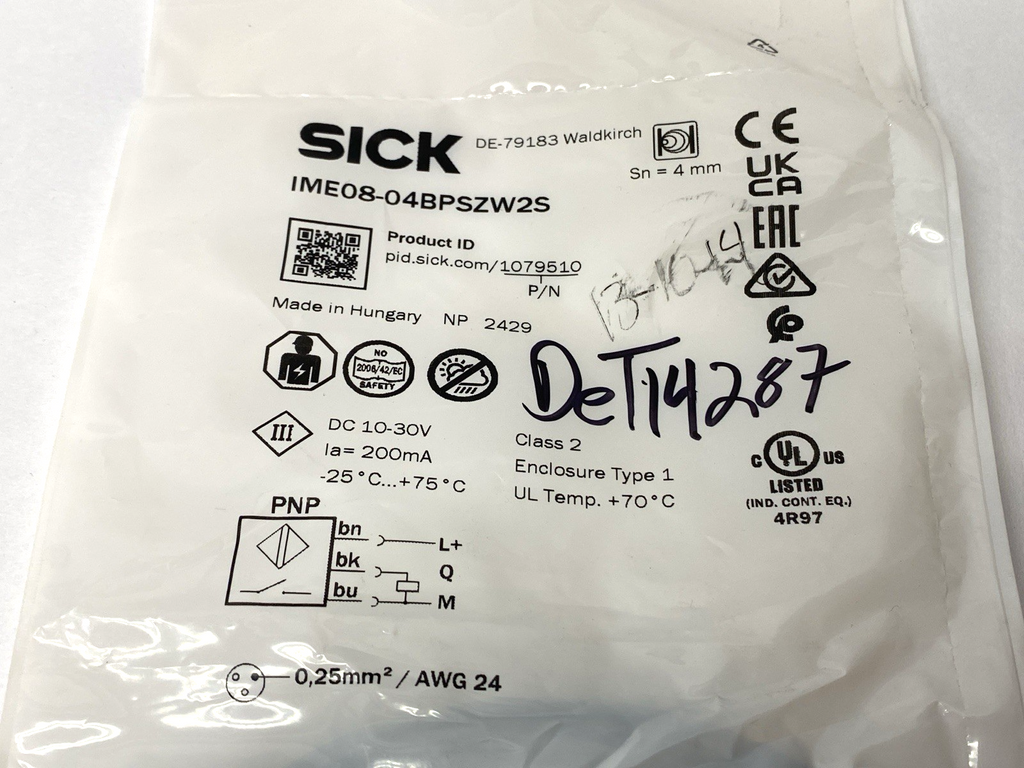 SICK
DE-79183 Waldkirch
Sn = 4 mm
CE
UK
CA
EAC
IME08-04BPSZW2S
Product ID
pid.sick.com/1079510
P/N
13-10-14
Made in Hungary NP 2429
NO
2006/42/EC
SAFETY
DeT14287
III
DC 10-30V
Ia= 200mA
-25°C...+75°C
Class 2
Enclosure Type 1
UL Temp. +70°C
C UL US
LISTED
(IND. CONT. EQ.)
4R97
PNP
bn
L+
bk
Q
bu
M
0,25mm² / AWG 24